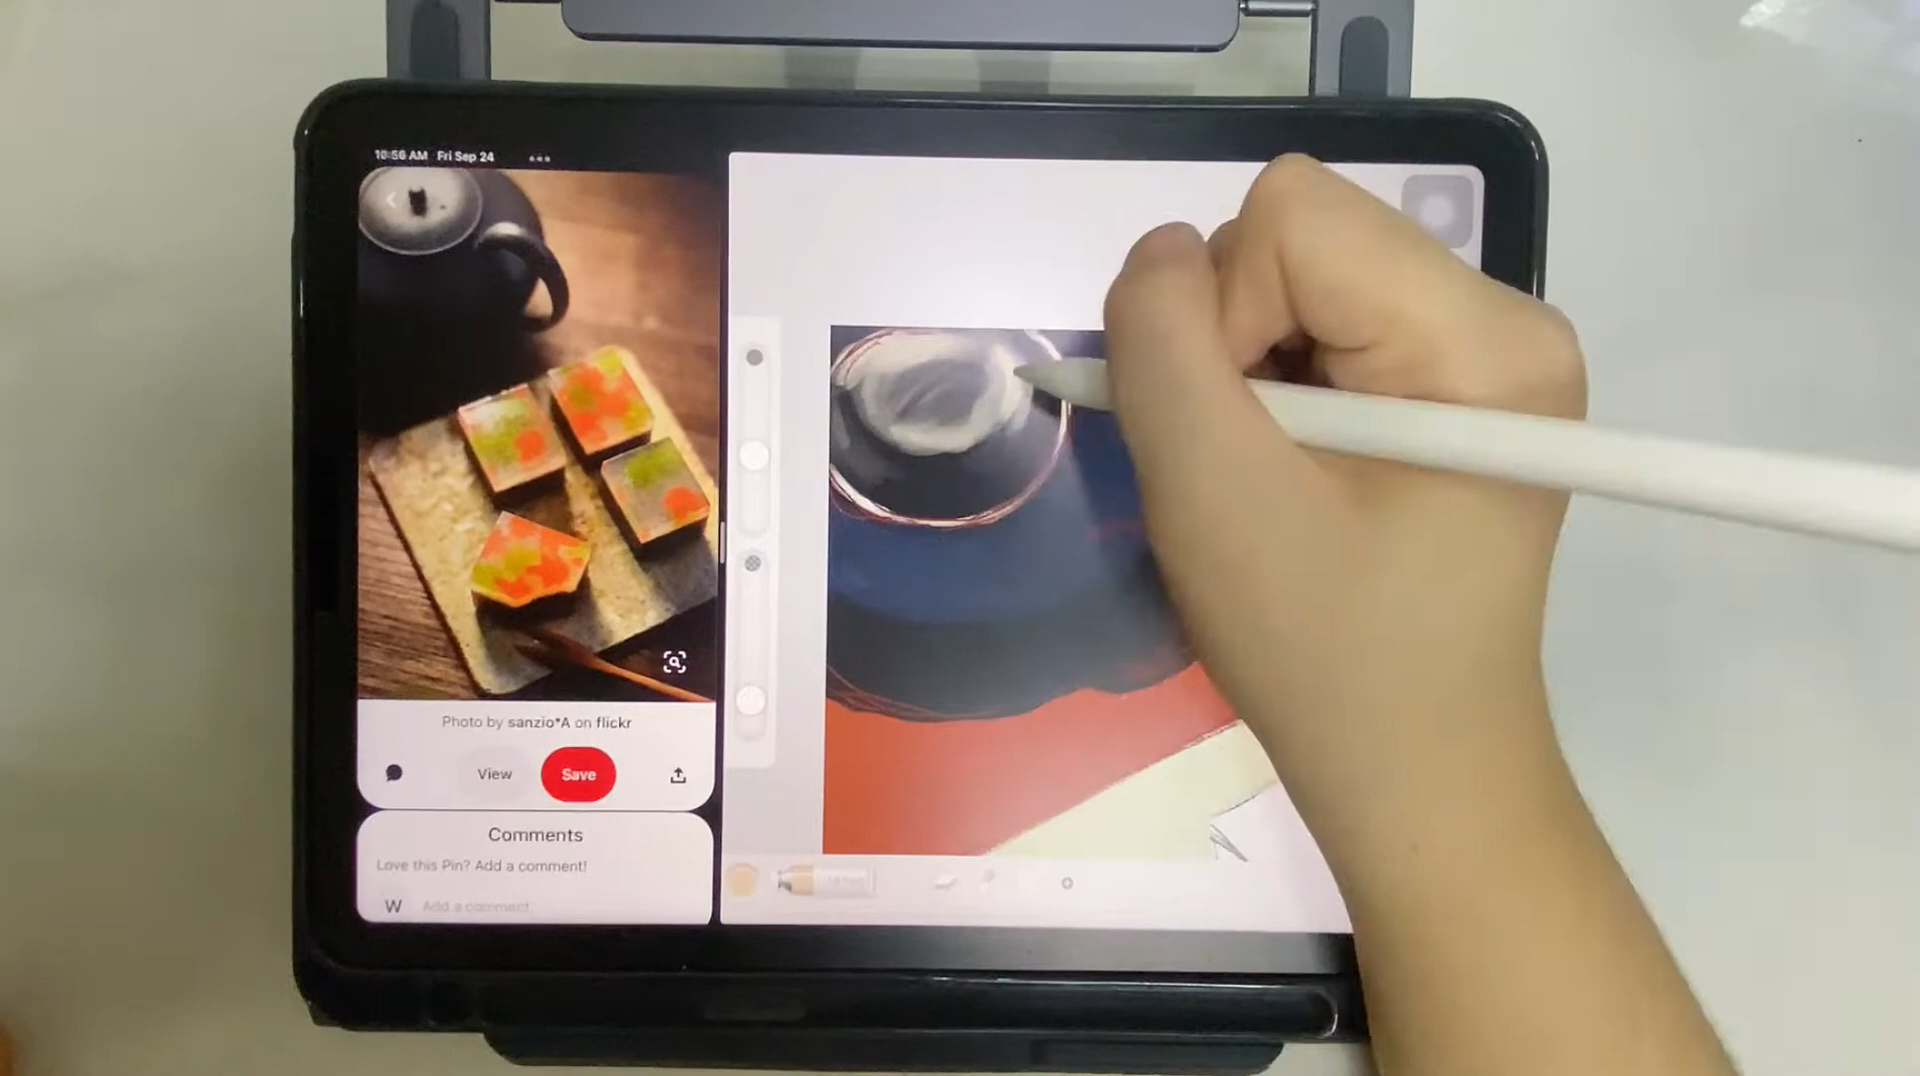 10:56 AM Fri Sep 24
Photo by sanzio*A on flickr
View
Save
Comments
Love this Pin? Add a comment!
W
Add a comment